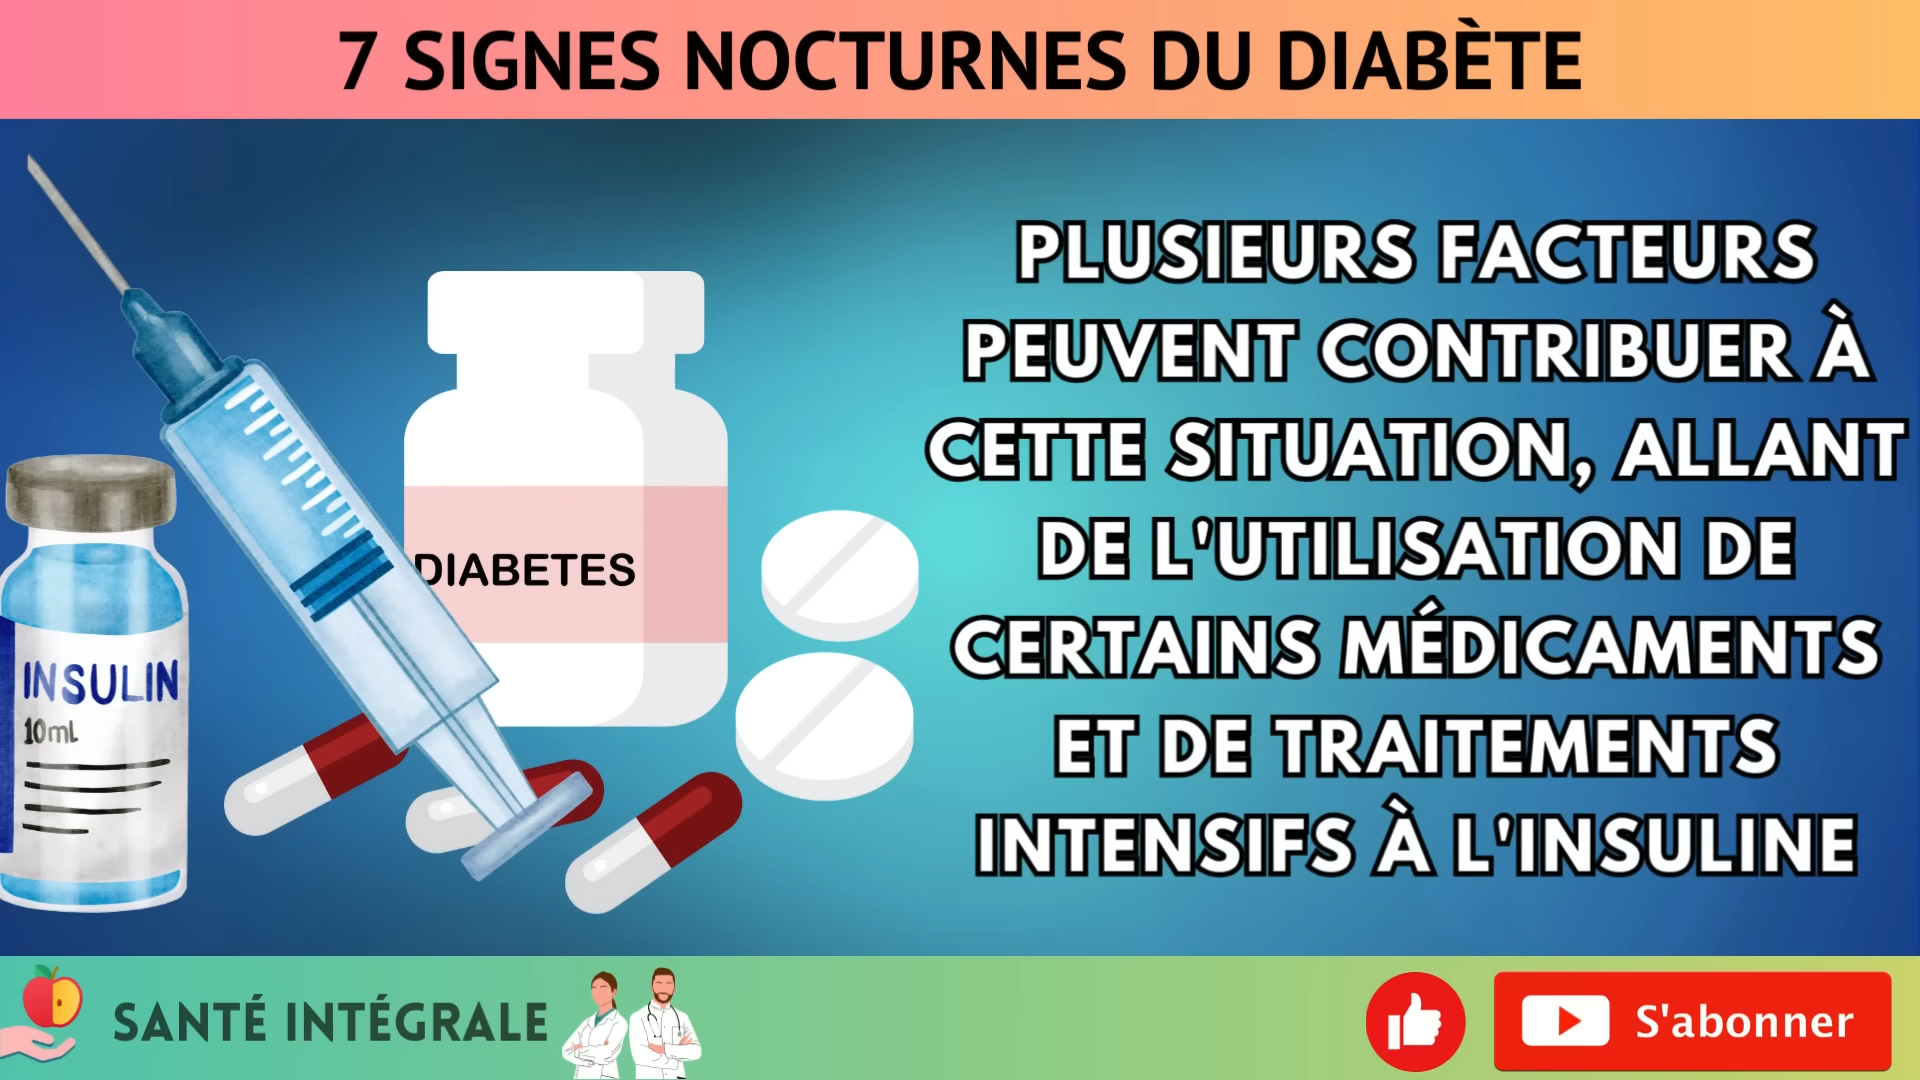 7 SIGNES NOCTURNES DU DIABÈTE
PLUSIEURS FACTEURS
PEUVENT CONTRIBUER À
CETTE SITUATION, ALLANT
DE L'UTILISATION DE
CERTAINS MÉDICAMENTS
ET DE TRAITEMENTS
INTENSIFS À L'INSULINE
DIABETES
INSULIN
10ml
SANTÉ INTÉGRALE
S'abonner